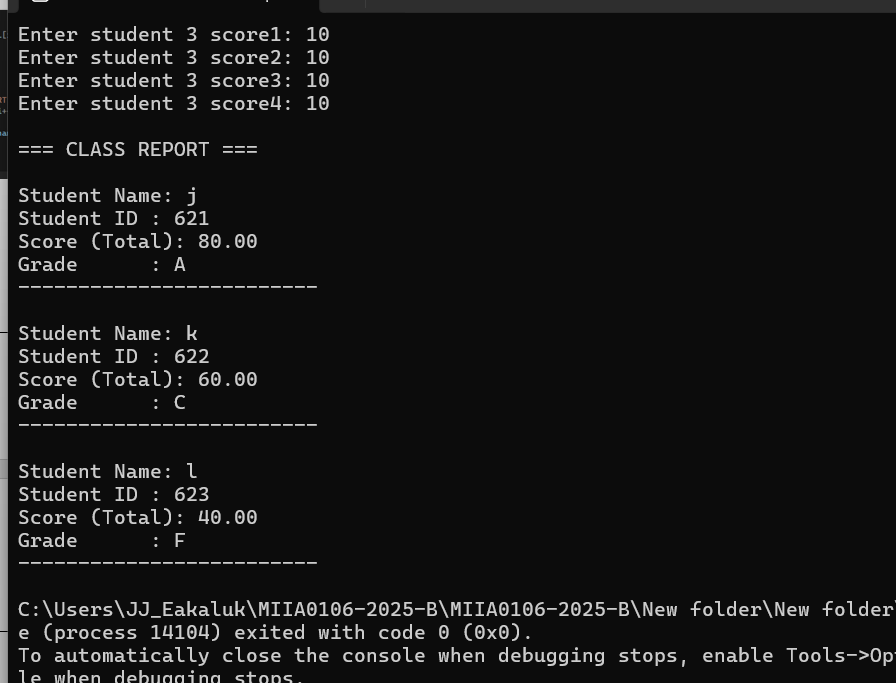 Enter student 3 score1: 10
Enter student 3 score2: 10
Enter student 3 score3: 10
Enter student 3 score4: 10
=== CLASS REPORT ===
Student Name: j
Student ID : 621
Score (Total): 80.00
Grade      : A
-------------------------
Student Name: k
Student ID : 622
Score (Total): 60.00
Grade      : C
-------------------------
Student Name: l
Student ID : 623
Score (Total): 40.00
Grade      : F
-------------------------
C:\Users\JJ_Eakaluk\MIIA0106-2025-B\MIIA0106-2025-B\New folder\New folder\
e (process 14104) exited with code 0 (0x0).
To automatically close the console when debugging stops, enable Tools->Op
le when debugging stops.